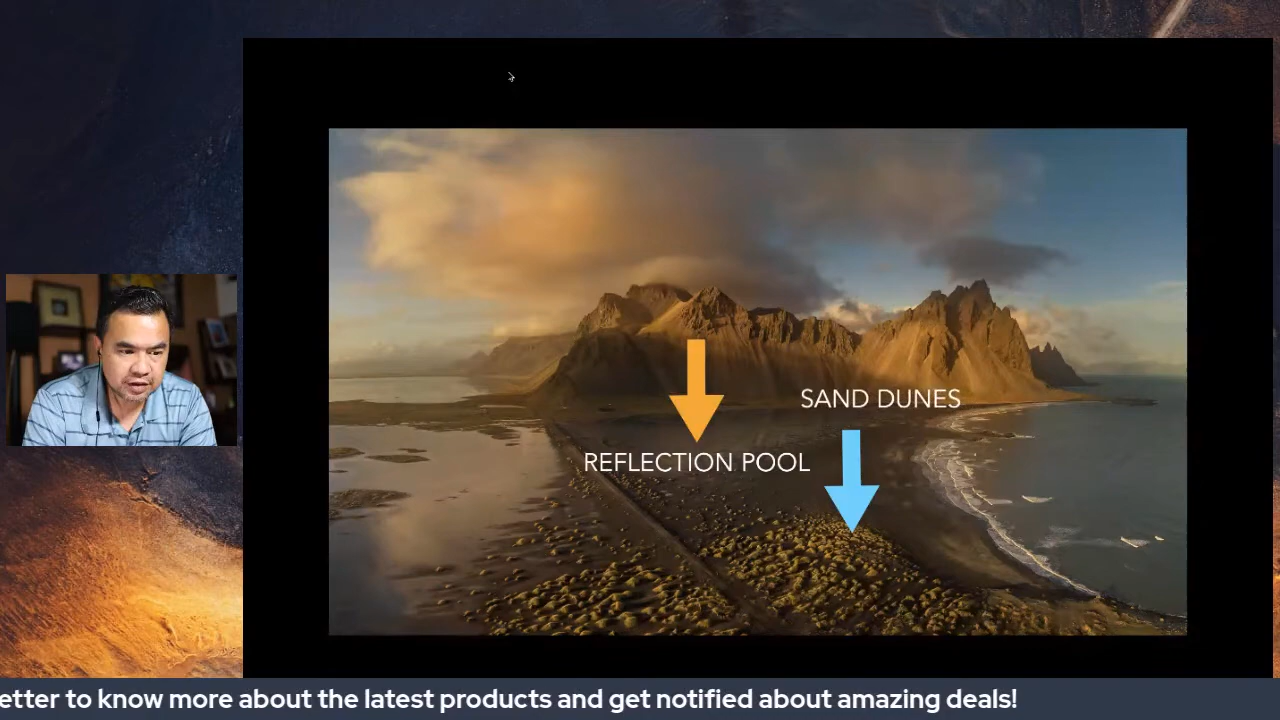 SAND DUNES
REFLECTION POOL
etter to know more about the latest products and get notified about amazing deals!